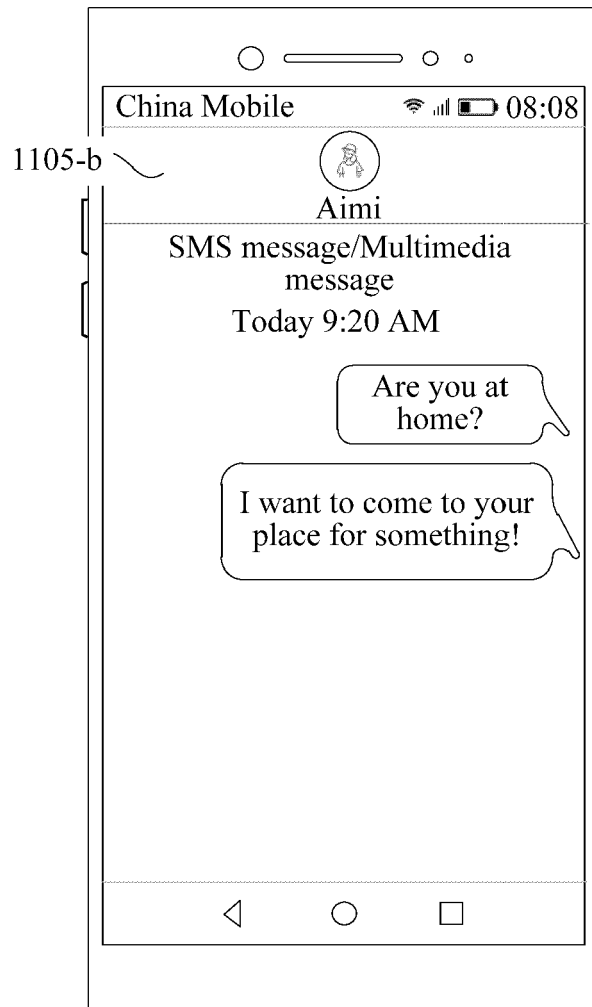 China Mobile 08:08
1105-b
Aimi
SMS message/Multimedia
message
Today 9:20 AM
Are you at
home?
I want to come to your
place for something!